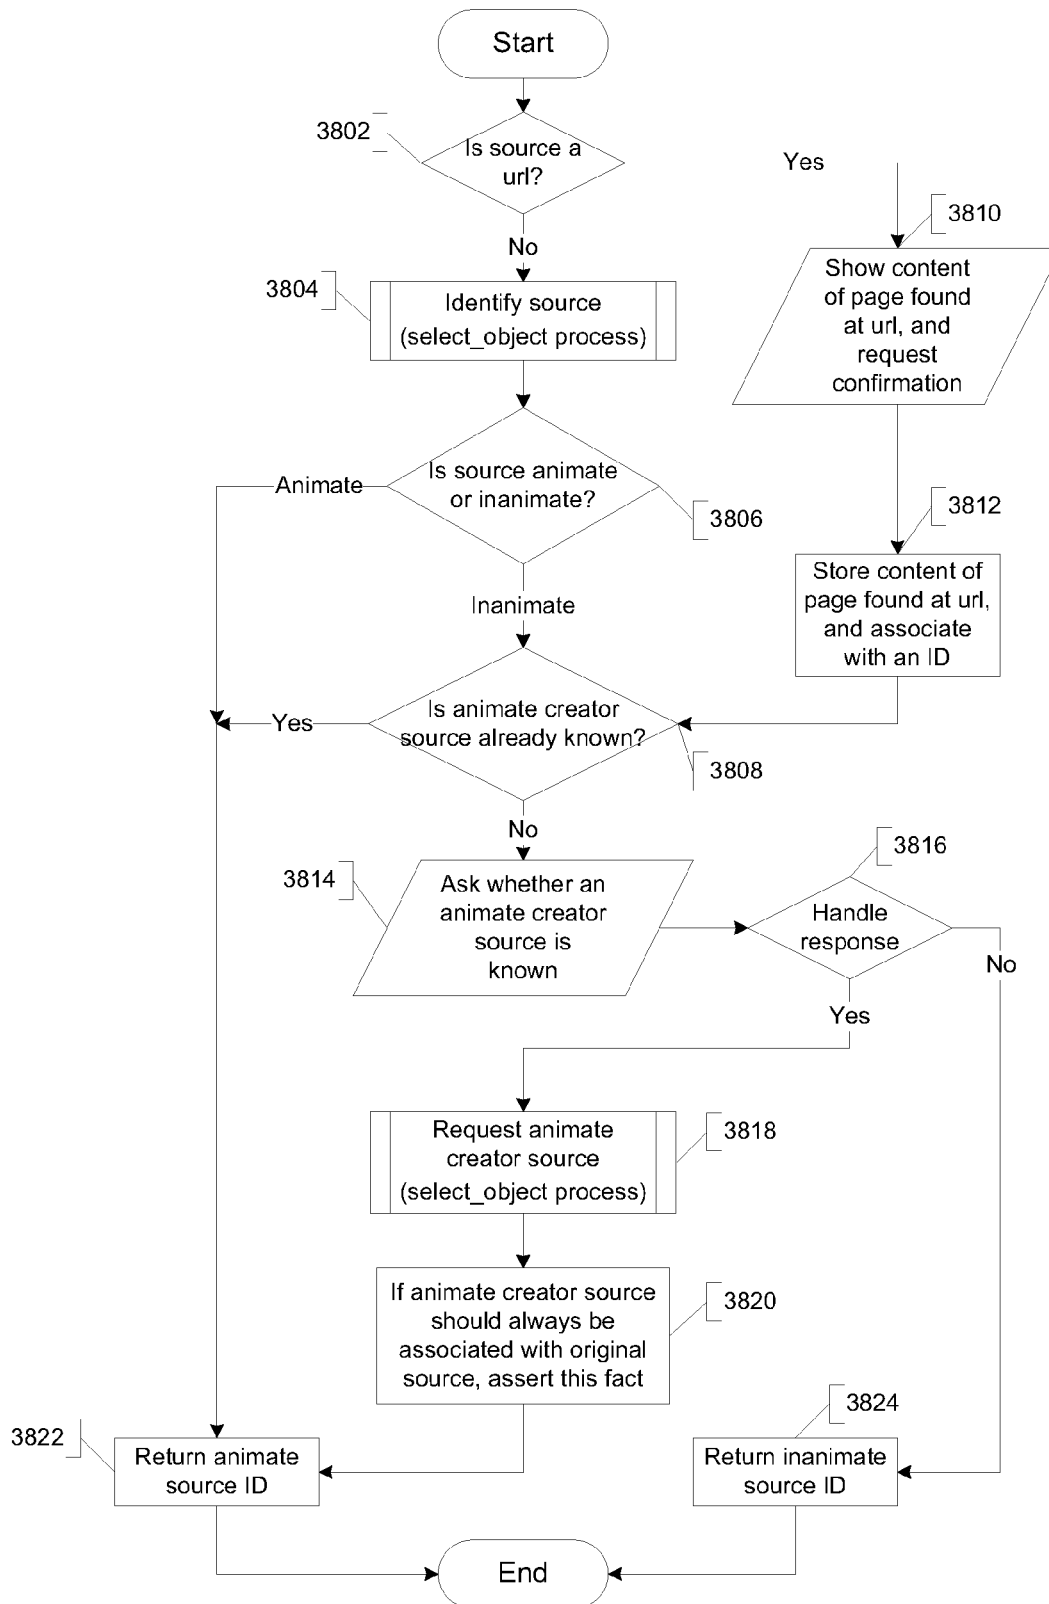 Start
3802
Is source a
url?
Yes
No
3810
3804
Identify source
(select_object process)
Show content
of page found
at url, and
request
confirmation
Animate
Is source animate
or inanimate?
3806
3812
Inanimate
Store content of
page found at url,
and associate
with an ID
Yes
Is animate creator
source already known?
3808
No
3814
Ask whether an
animate creator
source is
known
3816
Handle
response
No
Yes
Request animate
creator source
(select_object process)
3818
If animate creator source
should always be
associated with original
source, assert this fact
3820
3822
Return animate
source ID
3824
Return inanimate
source ID
End